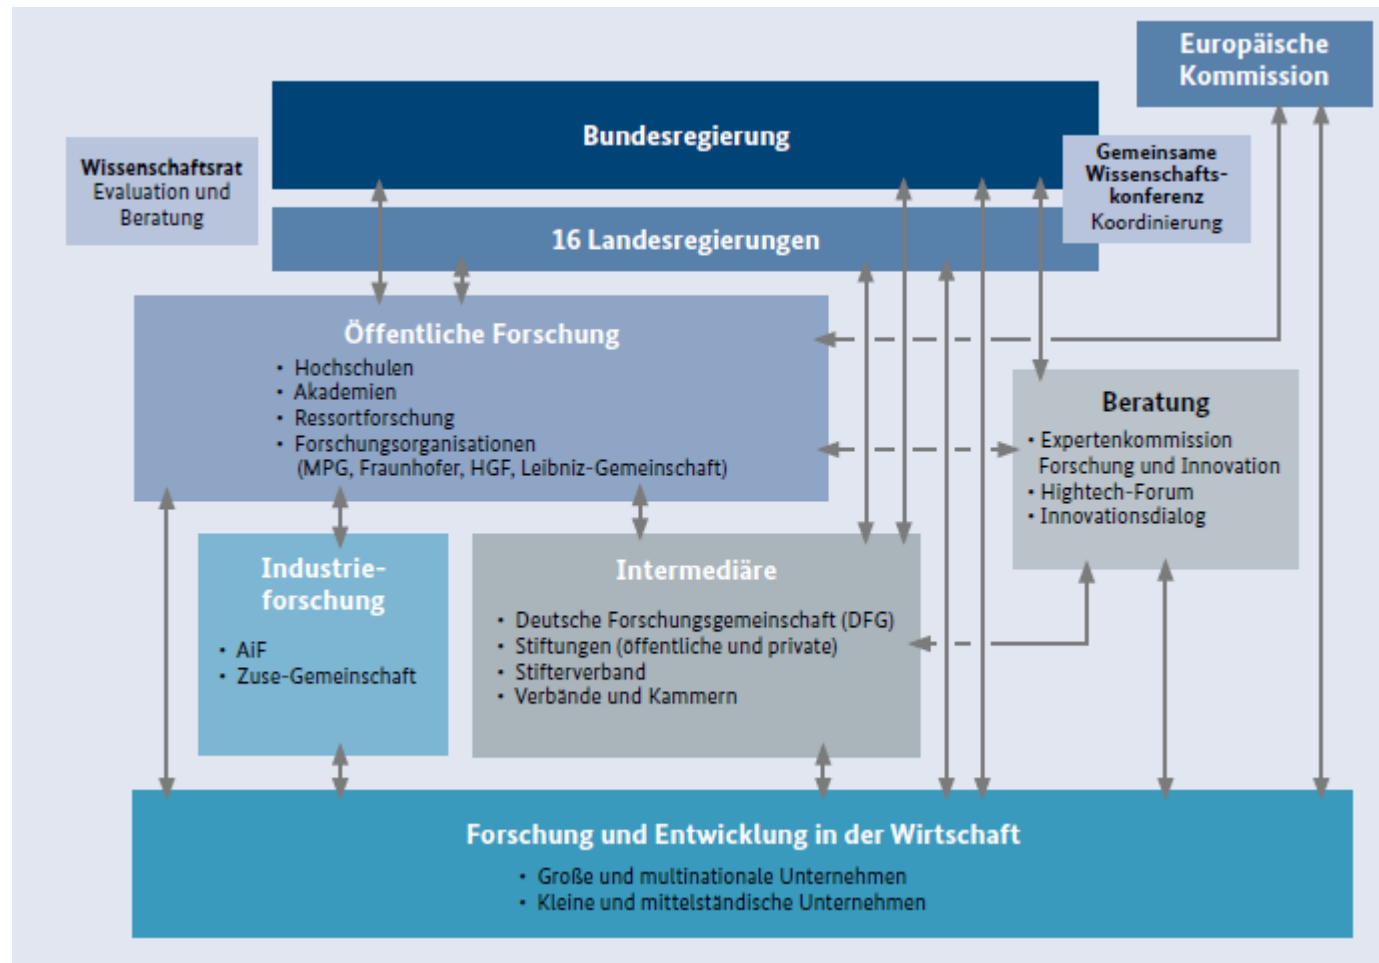 Europäische
Kommission
Bundesregierung
Wissenschaftsrat
Evaluation und
Beratung
Gemeinsame
Wissenschafts-
konferenz
Koordinierung
16 Landesregierungen
Öffentliche Forschung
• Hochschulen
• Akademien
• Ressortforschung
• Forschungsorganisationen
(MPG, Fraunhofer, HGF, Leibniz-Gemeinschaft)
Beratung
• Expertenkommission
Forschung und Innovation
• Hightech-Forum
• Innovationsdialog
Industrie-
forschung
• AiF
• Zuse-Gemeinschaft
Intermediäre
• Deutsche Forschungsgemeinschaft (DFG)
• Stiftungen (öffentliche und private)
• Stifterverband
• Verbände und Kammern
Forschung und Entwicklung in der Wirtschaft
• Große und multinationale Unternehmen
• Kleine und mittelständische Unternehmen